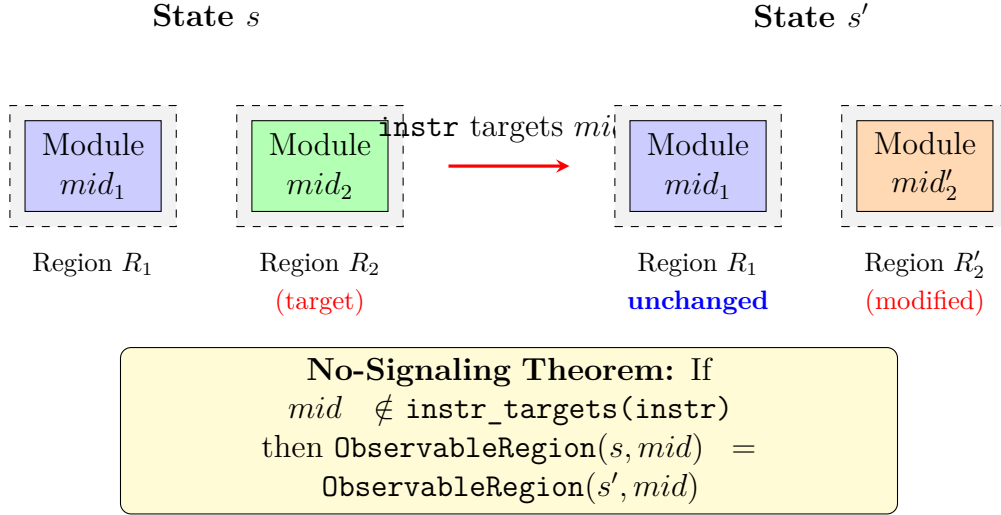 State s
State s′
Module
mid₁
Module
mid₂
instr targets
Module
mid₁
Module
mid′₂
Region R₁
Region R₂
(target)
Region R₁
unchanged
Region R′₂
(modified)
No-Signaling Theorem: If
mid ∉ instr_targets(instr)
then ObservableRegion(s, mid) =
ObservableRegion(s′, mid)